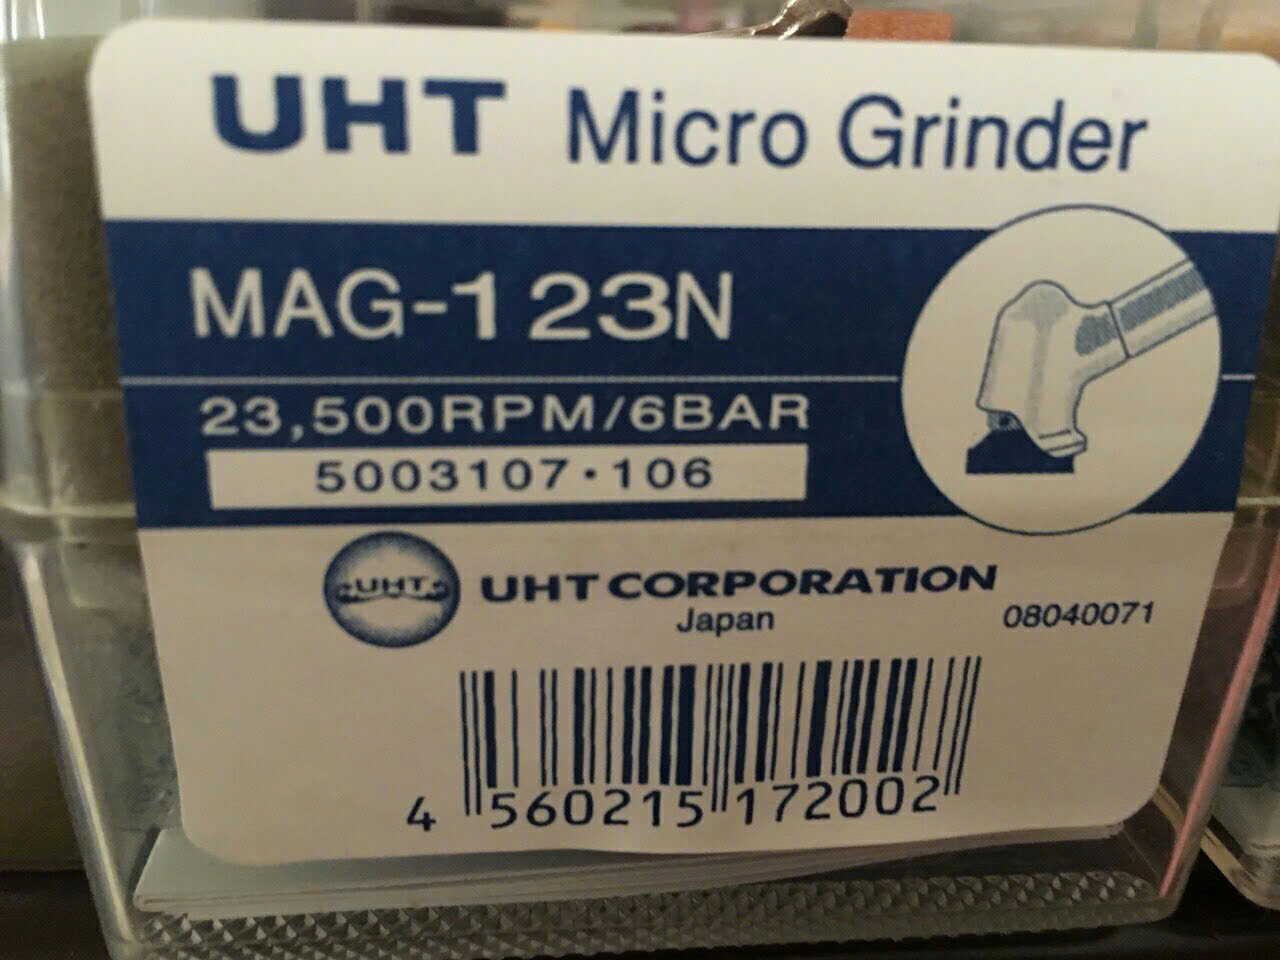 UHT Micro Grinder
MAG-123N
23,500RPM/6BAR
5003107·106
UHT
UHT CORPORATION
Japan
08040071
4 560215 172002